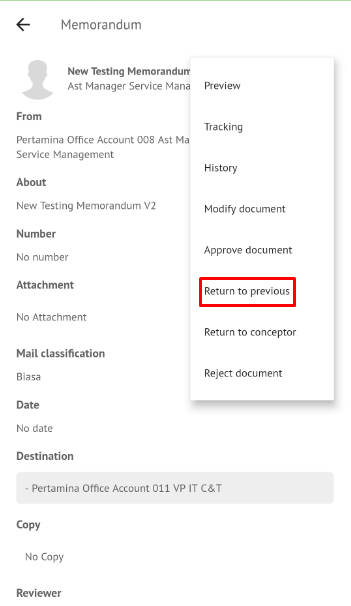 Memorandum
New Testing Memorandum
Ast Manager Service Mana
From
Pertamina Office Account 008 Ast Ma
Service Management
About
New Testing Memorandum V2
Number
No number
Attachment
No Attachment
Mail classification
Biasa
Date
No date
Destination
- Pertamina Office Account 011 VP IT C&T
Copy
No Copy
Reviewer
Preview
Tracking
History
Modify document
Approve document
Return to previous
Return to conceptor
Reject document